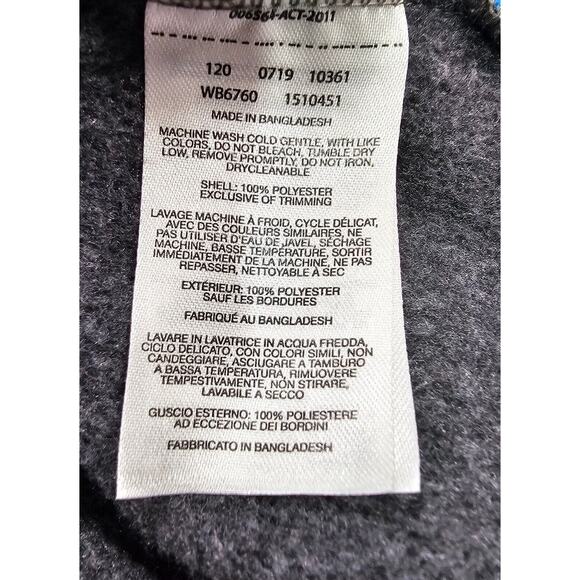 006564-ACT-2011
120 0719 10361
WB6760 1510451
MADE IN BANGLADESH
MACHINE WASH COLD GENTLE, WITH LIKE
COLORS, DO NOT BLEACH, TUMBLE DRY
LOW, REMOVE PROMPTLY, DO NOT IRON,
DRYCLEANABLE
SHELL: 100% POLYESTER
EXCLUSIVE OF TRIMMING
LAVAGE MACHINE À FROID, CYCLE DÉLICAT,
AVEC DES COULEURS SIMILAIRES, NE
PAS UTILISER D'EAU DE JAVEL, SÉCHAGE
MACHINE, BASSE TEMPÉRATURE, SORTIR
IMMÉDIATEMENT DE LA MACHINE, NE PAS
REPASSER, NETTOYABLE À SEC
EXTÉRIEUR: 100% POLYESTER
SAUF LES BORDURES
FABRIQUÉ AU BANGLADESH
LAVARE IN LAVATRICE IN ACQUA FREDDA,
CICLO DELICATO, CON COLORI SIMILI, NON
CANDEGGIARE, ASCIUGARE A TAMBURO
A BASSA TEMPERATURA, RIMUOVERE
TEMPESTIVAMENTE, NON STIRARE,
LAVABILE A SECCO
GUSCIO ESTERNO: 100% POLIESTERE
AD ECCEZIONE DEI BORDINI
FABBRICATO IN BANGLADESH